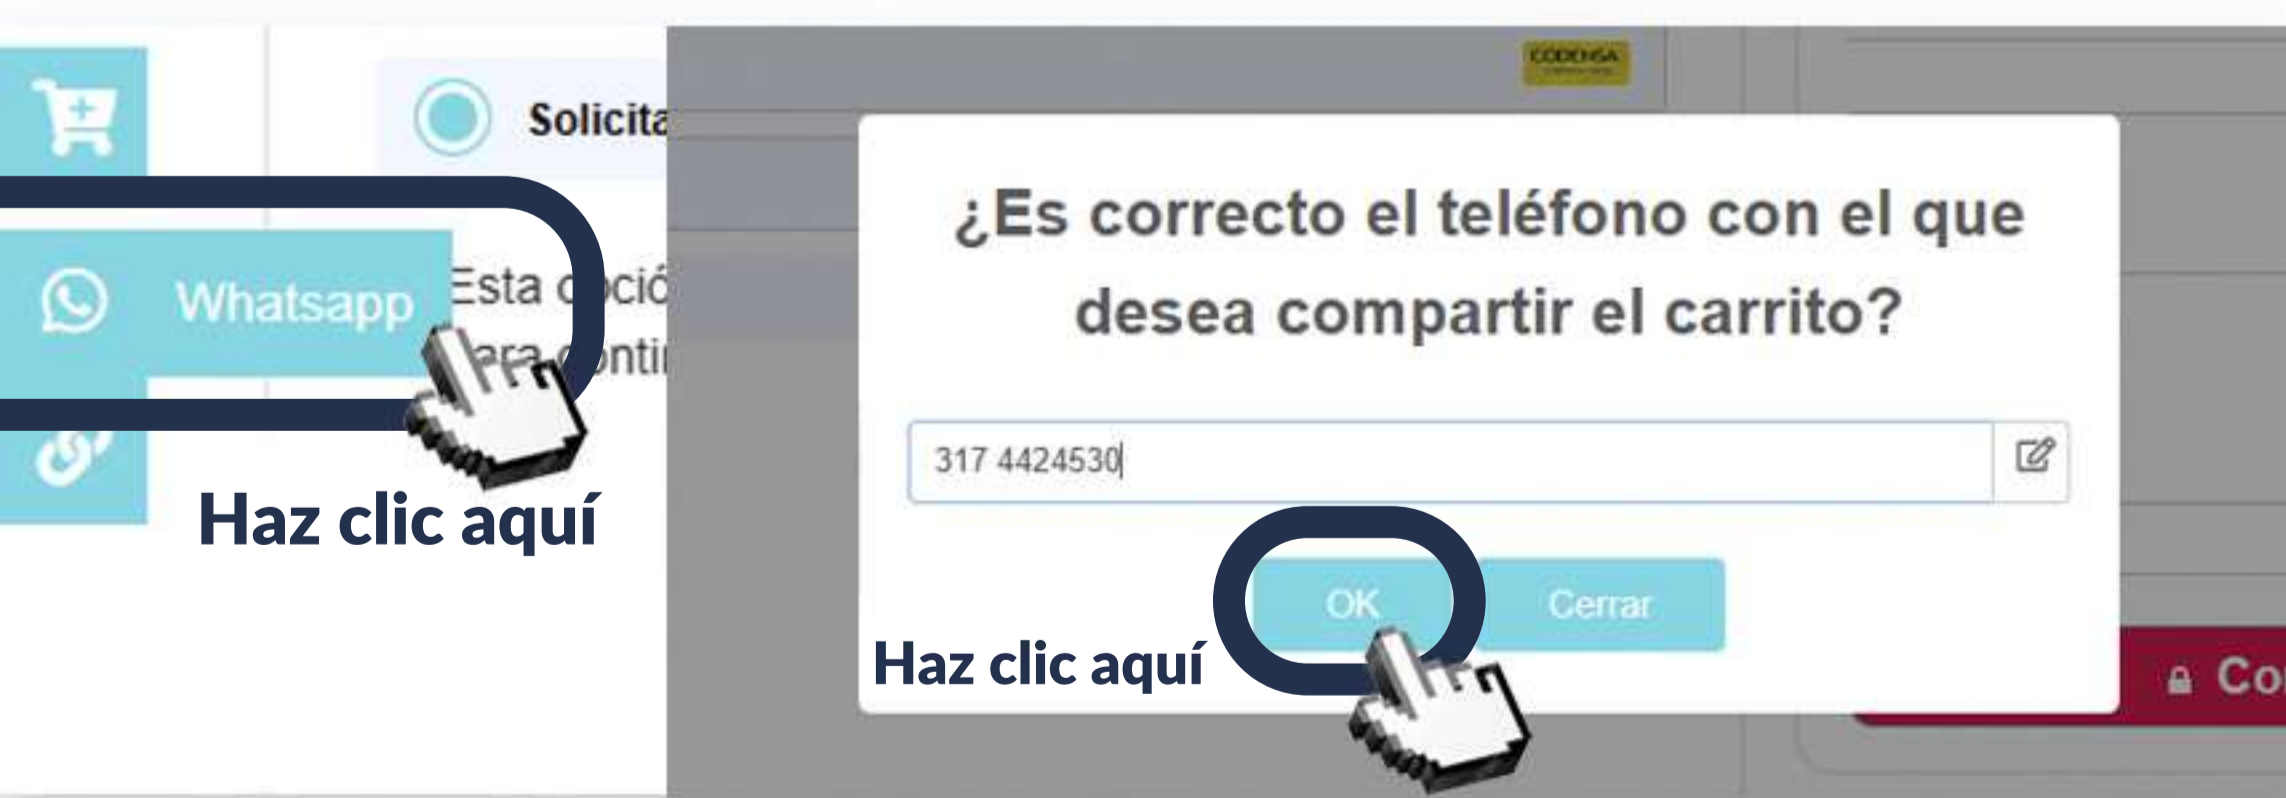 CODENSA
Solicita
Whatsapp
Esta opció
para contin
Haz clic aquí
¿Es correcto el teléfono con el que
desea compartir el carrito?
317 4424530
OK
Cerrar
Haz clic aquí
Co